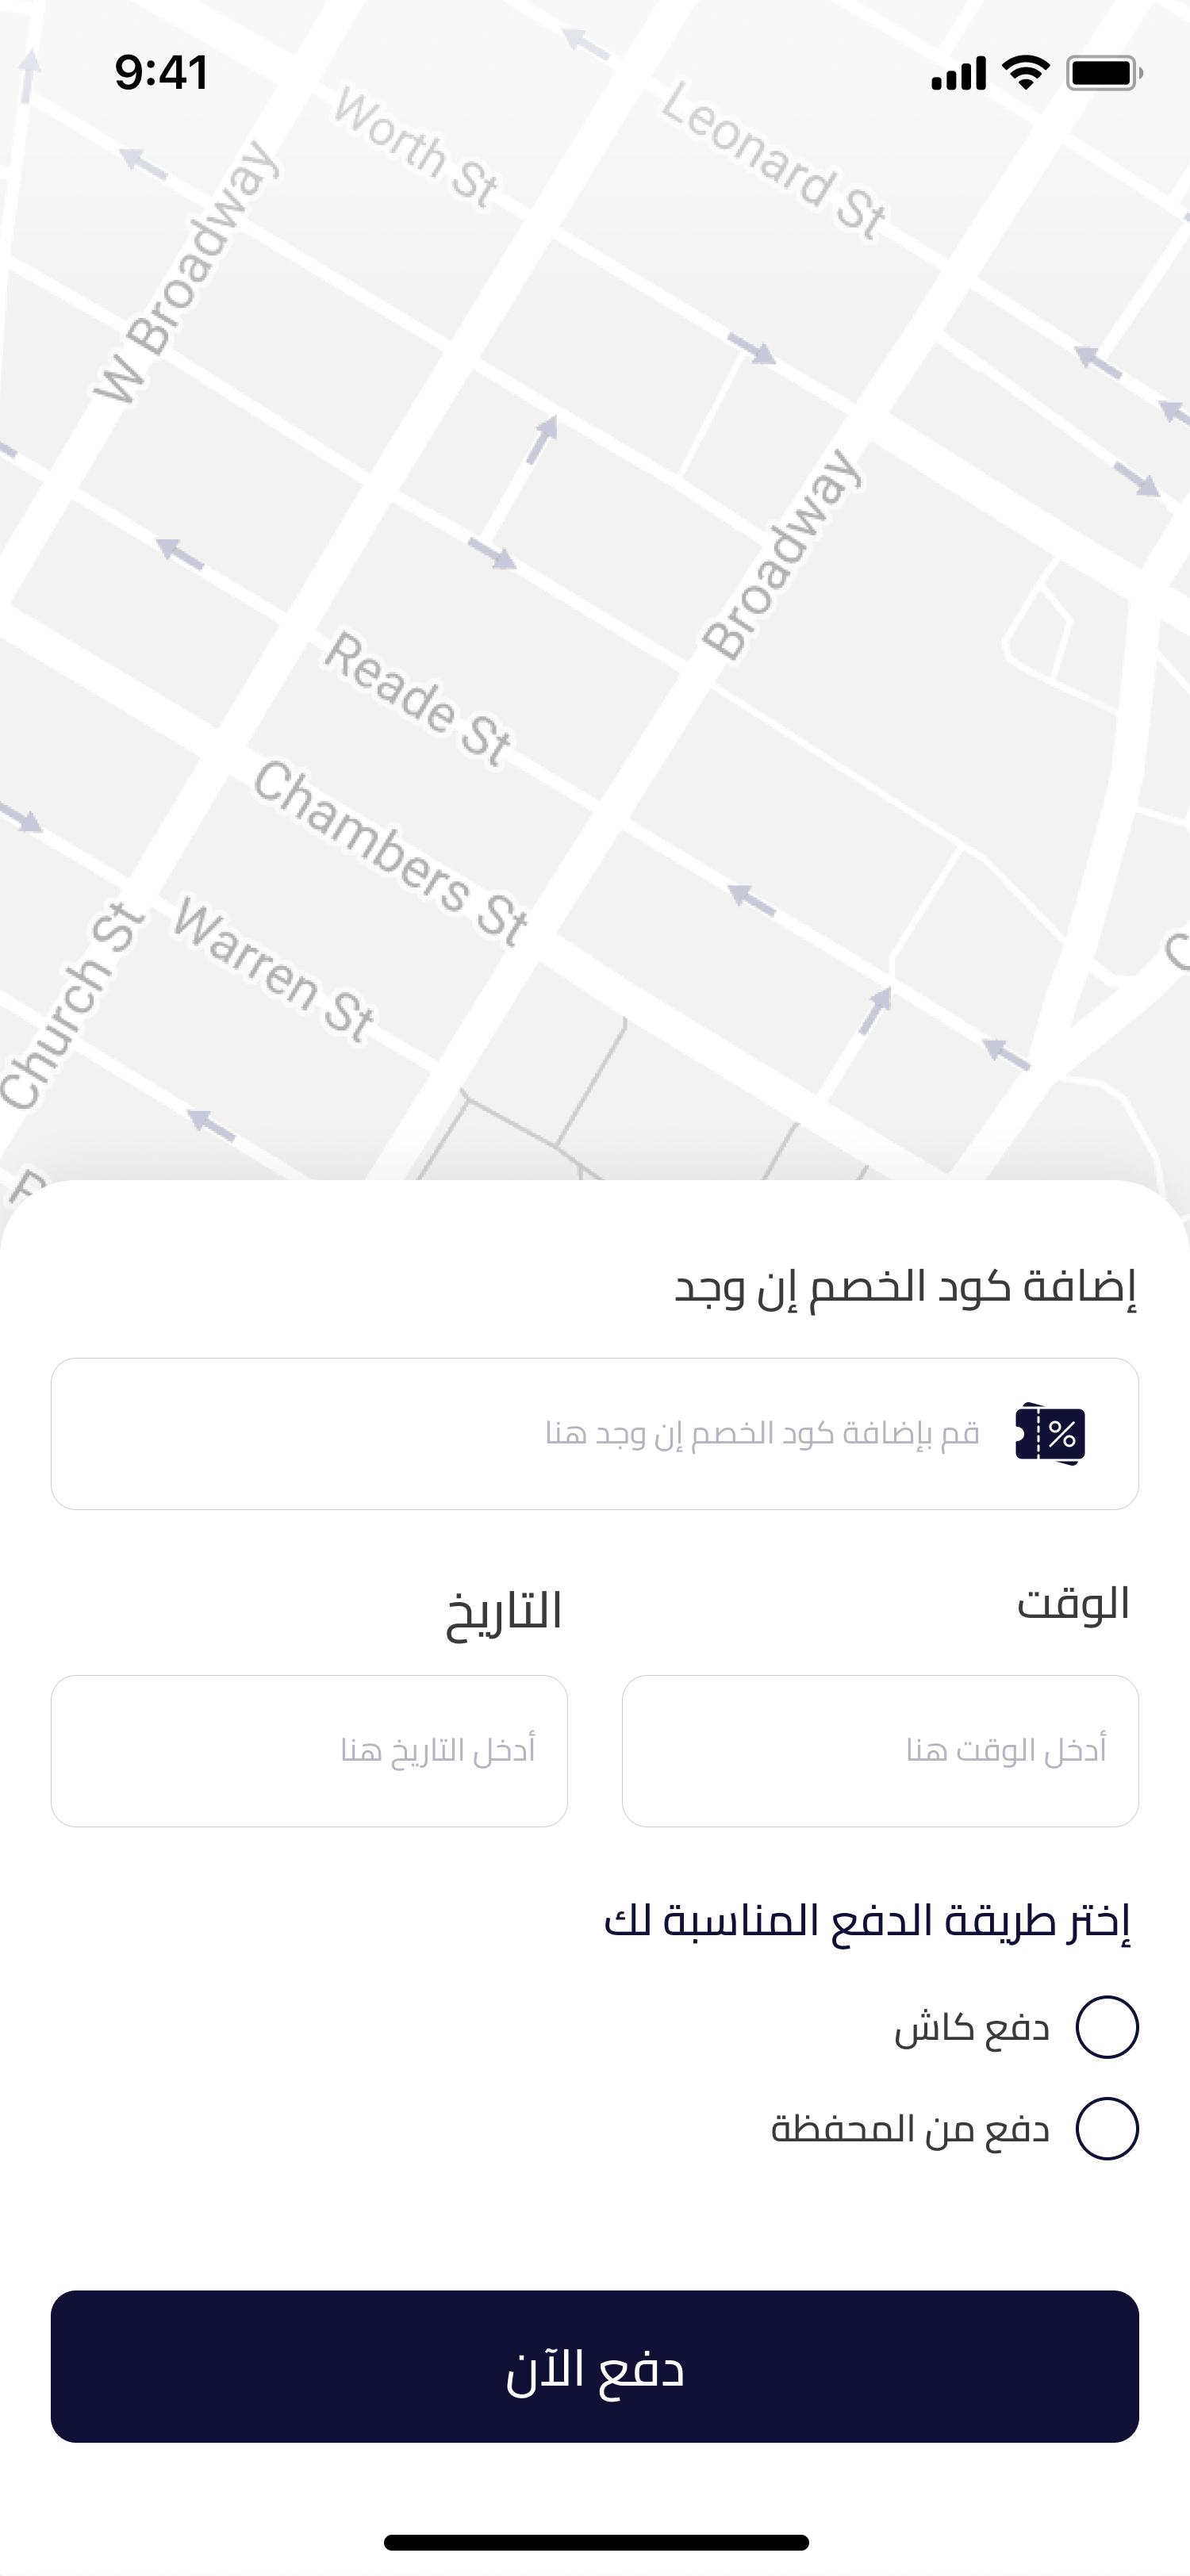 9:41
Worth St
Leonard St
W Broadway
Broadway
Reade St
Chambers St
Warren St
Church St
إضافة كود الخصم إن وجد
قم بإضافة كود الخصم إن وجد هنا
الوقت
التاريخ
أدخل الوقت هنا
أدخل التاريخ هنا
إختر طريقة الدفع المناسبة لك
دفع كاش
دفع من المحفظة
دفع الآن